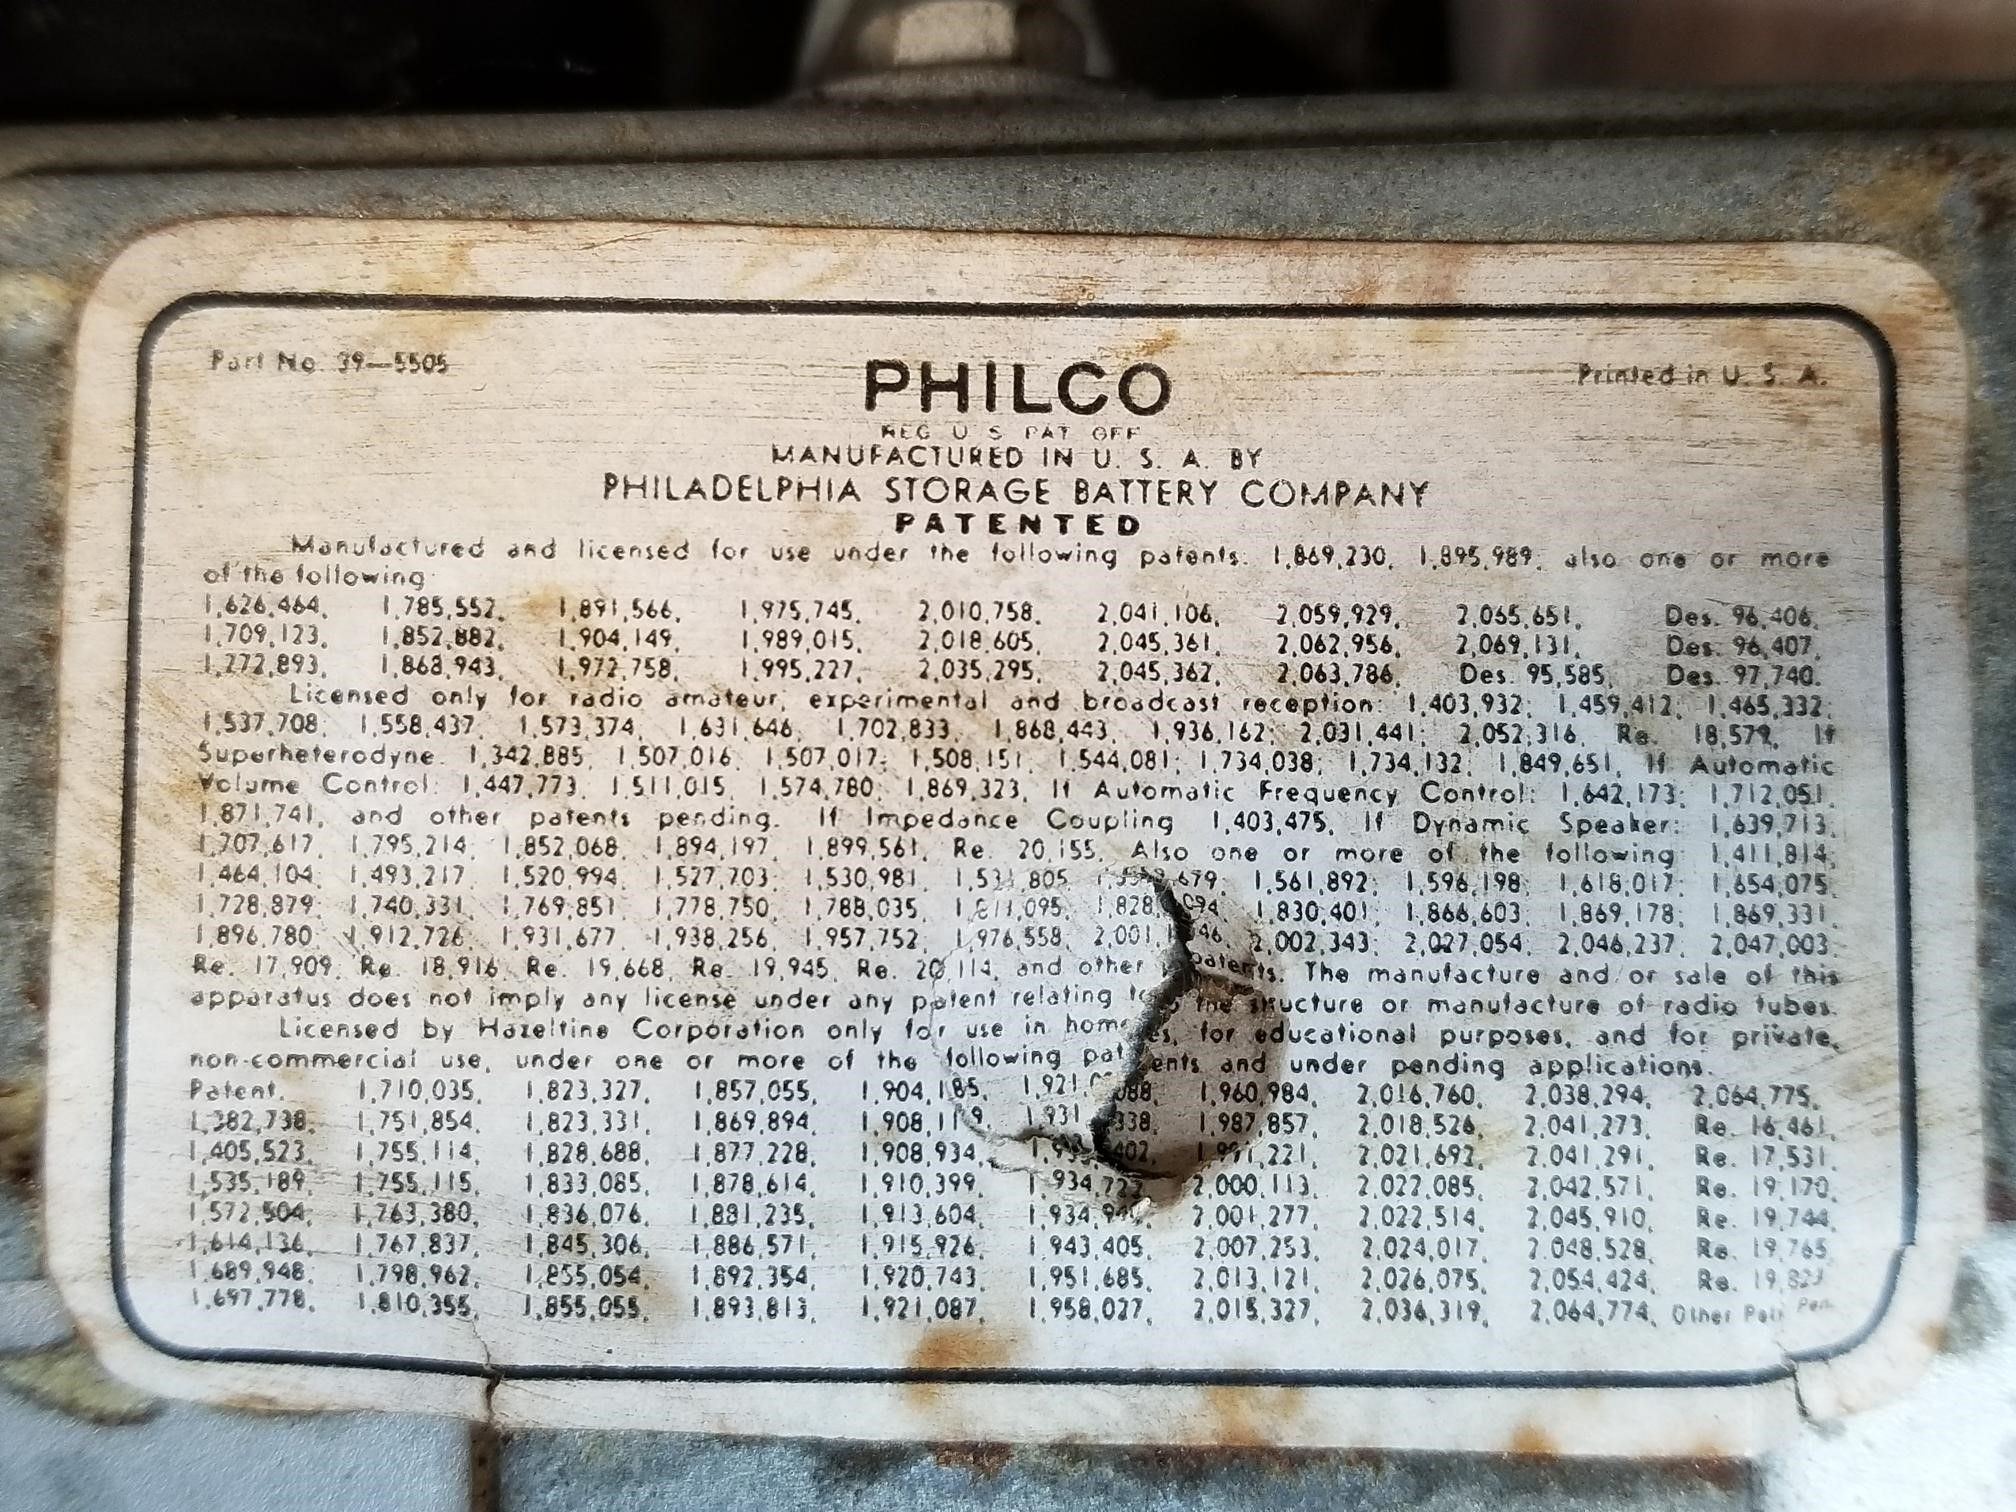 Part No. 39—5505
PHILCO
Printed in U. S. A.
REG U S PAT OFF
MANUFACTURED IN U. S. A. BY
PHILADELPHIA STORAGE BATTERY COMPANY
PATENTED
Manufactured and licensed for use under the following patents: 1,869,230, 1,895,989, also one or more
of the following
1,626,464, 1,785,552, 1,891,566, 1,975,745, 2,010,758, 2,041,106, 2,059,929, 2,065,651, Des. 96,406,
1,709,123, 1,852,882, 1,904,149, 1,989,015, 2,018,605, 2,045,361, 2,062,956, 2,069,131, Des. 96,407,
1,868,943, 1,972,758, 1,995,227, 2,035,295, 2,045,362, 2,063,786, Des. 95,585, Des. 97,740.
Licensed only for radio amateur, experimental and broadcast reception: 1,403,932; 1,459,412; 1,465,332;
1,537,708; 1,558,437; 1,573,374; 1,631,646; 1,702,833; 1,868,443; 1,936,162; 2,031,441; 2,052,316, Re. 18,579, If
Superheterodyne: 1,342,885; 1,507,016; 1,507,017; 1,508,151; 1,544,081; 1,734,038; 1,734,132; 1,849,651, If Automatic
Volume Control: 1,447,773; 1,511,015; 1,574,780; 1,869,323, If Automatic Frequency Control: 1,642,173; 1,712,051;
1,871,741, and other patents pending. If Impedance Coupling 1,403,475, If Dynamic Speaker: 1,639,713;
1,707,617; 1,795,214; 1,852,068; 1,894,197; 1,899,561, Re. 20,155, Also one or more of the following: 1,411,814;
1,464,104; 1,493,217; 1,520,994; 1,527,703; 1,530,981; 1,561,892; 1,596,198; 1,618,017; 1,654,075;
1,728,879; 1,740,331; 1,769,851; 1,778,750; 1,788,035; 1,811,095; 1,828,094; 1,830,401; 1,866,603; 1,869,178; 1,869,331;
1,896,780; 1,912,726; 1,931,677; 1,938,256; 1,957,752; 1,976,558; 2,002,343; 2,027,054; 2,046,237; 2,047,003;
Re. 17,909, Re. 18,916, Re. 19,668, Re. 19,945, Re. 20,114, and other patents. The manufacture and/or sale of this
apparatus does not imply any license under any patent relating to the structure or manufacture of radio tubes.
Licensed by Hazeltine Corporation only for use in homes, for educational purposes, and for private,
non-commercial use, under one or more of the following patents and under pending applications.
Patent. 1,710,035, 1,823,327, 1,857,055, 1,904,185, 1,960,984, 2,016,760, 2,038,294, 2,064,775,
1,382,738, 1,751,854, 1,823,331, 1,869,894, 1,987,857, 2,018,526, 2,041,273, Re. 16,461,
1,405,523, 1,755,114, 1,828,688, 1,877,228, 1,908,934, 2,021,692, 2,041,291, Re. 17,531,
1,535,189, 1,755,115, 1,833,085, 1,878,614, 1,910,399, 2,000,113, 2,022,085, 2,042,571, Re. 19,170,
1,572,504, 1,763,380, 1,836,076, 1,881,235, 1,913,604, 2,001,277, 2,022,514, 2,045,910, Re. 19,744,
1,614,136, 1,767,837, 1,845,306, 1,886,571, 1,915,926, 1,943,405, 2,007,253, 2,024,017, 2,048,528, Re. 19,765,
1,689,948, 1,798,962, 1,855,054, 1,892,354, 1,920,743, 1,951,685, 2,013,121, 2,026,075, 2,054,424, Re.
1,697,778, 1,810,355, 1,855,055, 1,893,813, 1,921,087, 1,958,027, 2,015,327, 2,036,319, 2,064,774, Other Pen.